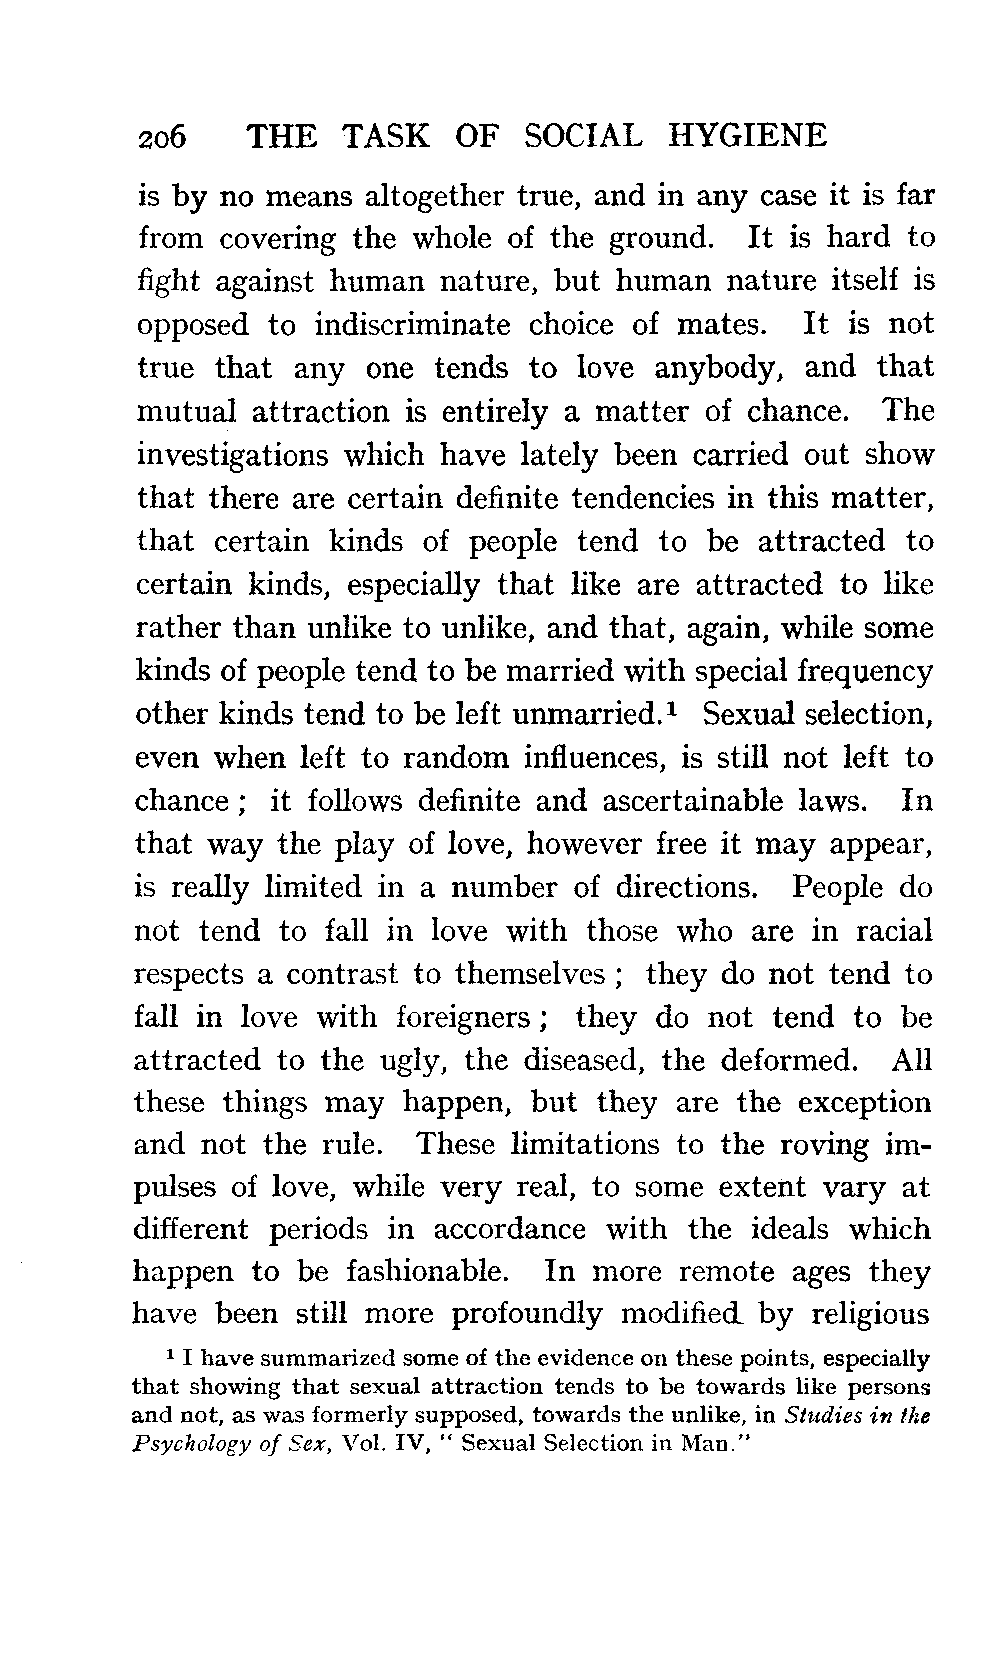 206 THE TASK OF SOCIAL HYGIENE
is by no means altogether true, and in any case it is far
from covering the whole of the ground. It is hard to
fight against human nature, but human nature itself is
opposed to indiscriminate choice of mates. It is not
true that any one tends to love anybody, and that
mutual attraction is entirely a matter of chance. The
investigations which have lately been carried out show
that there are certain definite tendencies in this matter,
that certain kinds of people tend to be attracted to
certain kinds, especially that like are attracted to like
rather than unlike to unlike, and that, again, while some
kinds of people tend to be married with special frequency
other kinds tend to be left unmarried.¹ Sexual selection,
even when left to random influences, is still not left to
chance ; it follows definite and ascertainable laws. In
that way the play of love, however free it may appear,
is really limited in a number of directions. People do
not tend to fall in love with those who are in racial
respects a contrast to themselves ; they do not tend to
fall in love with foreigners ; they do not tend to be
attracted to the ugly, the diseased, the deformed. All
these things may happen, but they are the exception
and not the rule. These limitations to the roving im-
pulses of love, while very real, to some extent vary at
different periods in accordance with the ideals which
happen to be fashionable. In more remote ages they
have been still more profoundly modified by religious
¹ I have summarized some of the evidence on these points, especially
that showing that sexual attraction tends to be towards like persons
and not, as was formerly supposed, towards the unlike, in Studies in the
Psychology of Sex, Vol. IV, " Sexual Selection in Man."